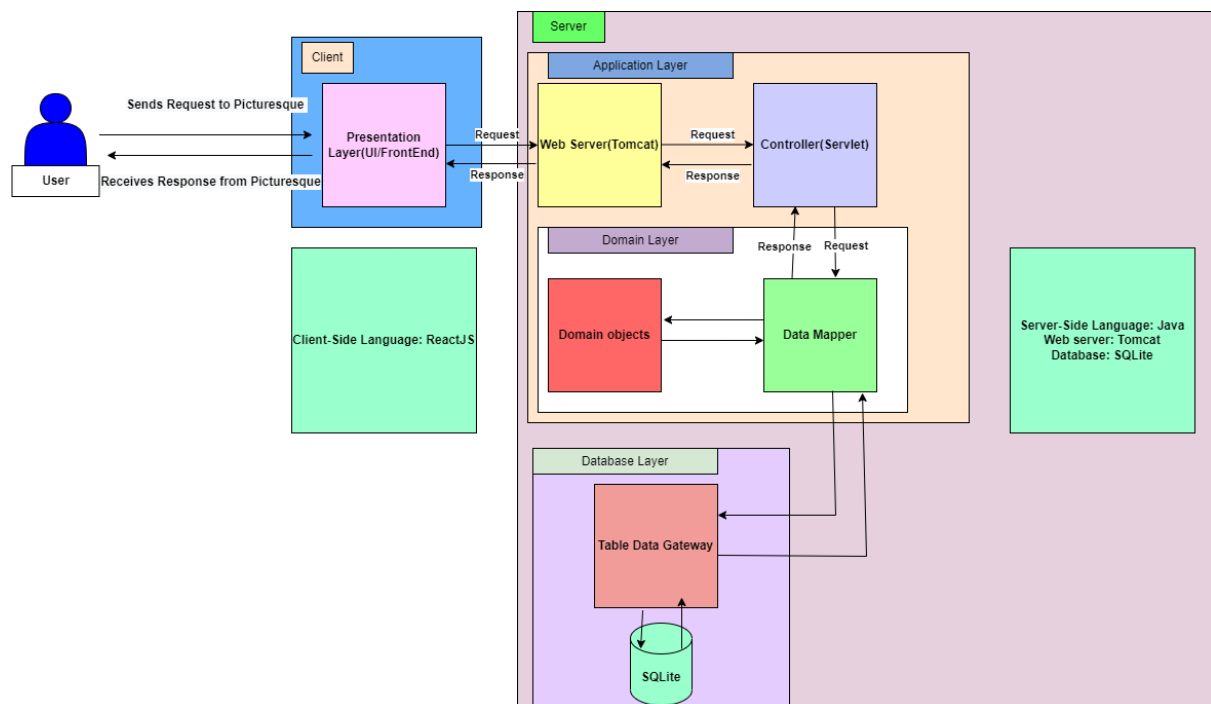 Server
Client
Application Layer
Sends Request to Picturesque
Presentation
Layer(UI/FrontEnd)
Request
Response
Web Server(Tomcat)
Request
Response
Controller(Servlet)
User
Receives Response from Picturesque
Domain Layer
Response
Request
Domain objects
Data Mapper
Client-Side Language: ReactJS
Server-Side Language: Java
Web server: Tomcat
Database: SQLite
Database Layer
Table Data Gateway
SQLite